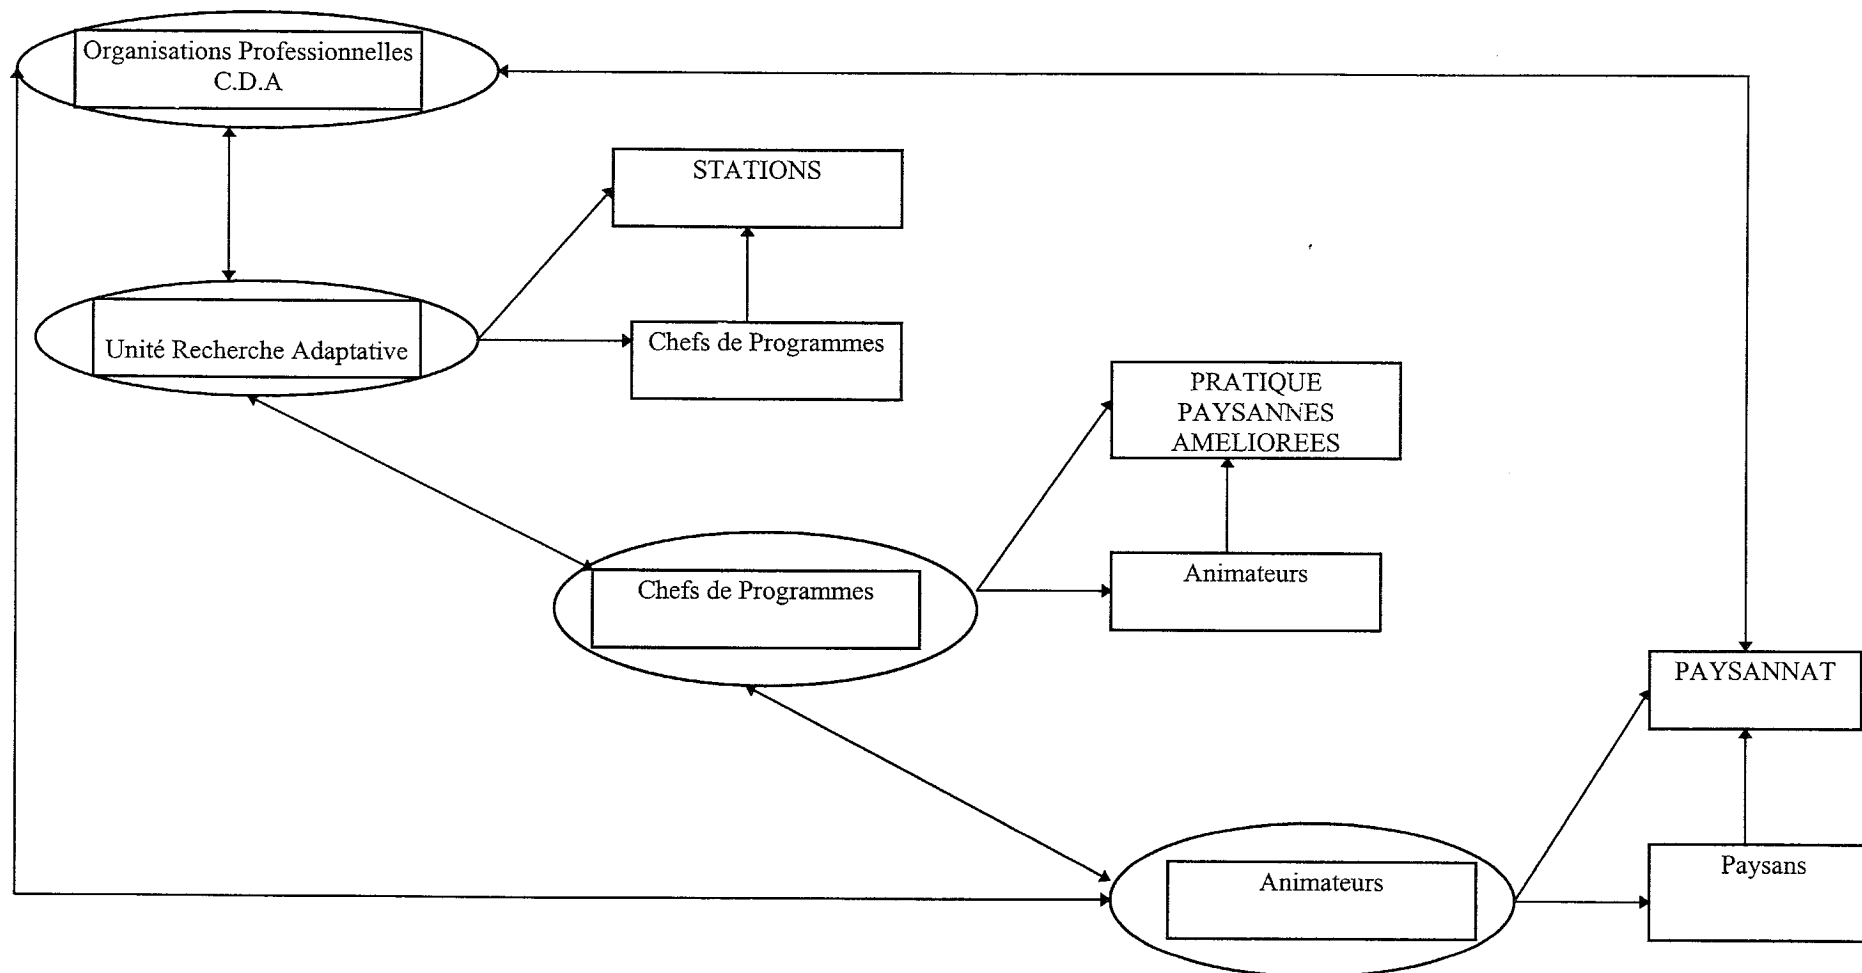 Organisations Professionnelles
C.D.A
STATIONS
Unité Recherche Adaptative
Chefs de Programmes
PRATIQUE
PAYSANNES
AMELIOREES
Chefs de Programmes
Animateurs
PAYSANNAT
Animateurs
Paysans